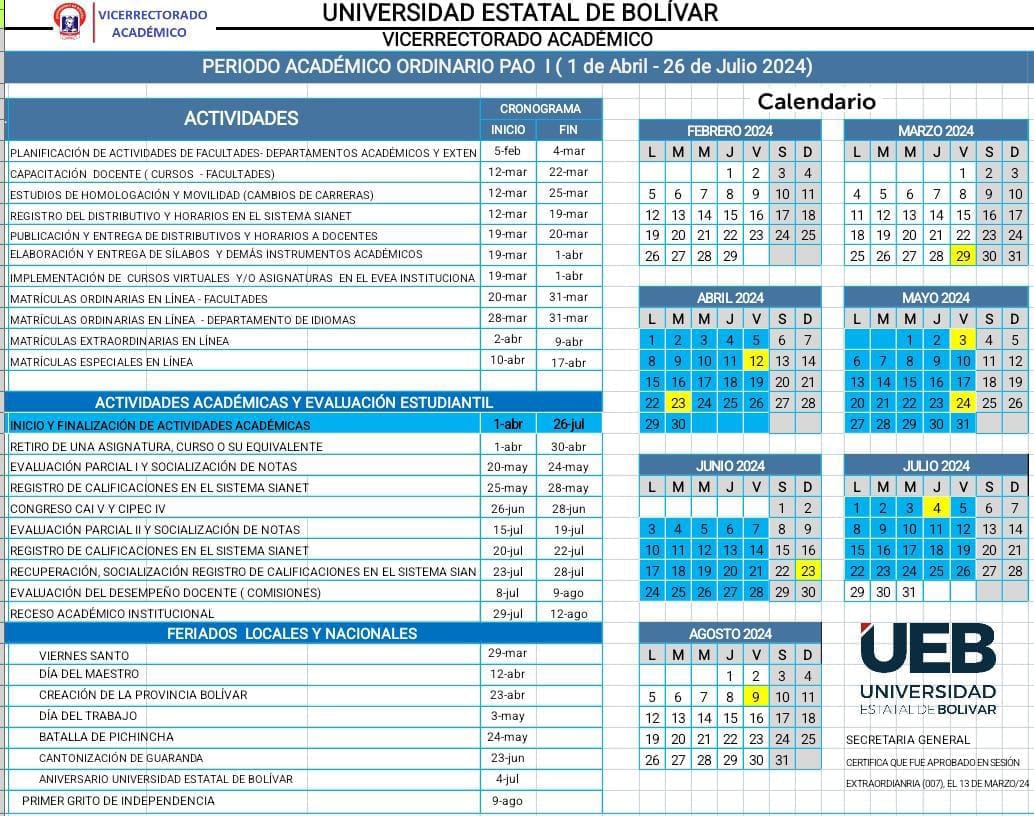 VICERRECTORADO
ACADÉMICO
UNIVERSIDAD ESTATAL DE BOLÍVAR
VICERRECTORADO ACADÉMICO
PERIODO ACADÉMICO ORDINARIO PAO I ( 1 de Abril - 26 de Julio 2024)
ACTIVIDADES CRONOGRAMA
INICIO FIN
PLANIFICACIÓN DE ACTIVIDADES DE FACULTADES- DEPARTAMENTOS ACADÉMICOS Y EXTEN 5-feb 4-mar
CAPACITACIÓN DOCENTE ( CURSOS - FACULTADES) 12-mar 22-mar
ESTUDIOS DE HOMOLOGACIÓN Y MOVILIDAD (CAMBIOS DE CARRERAS) 12-mar 25-mar
REGISTRO DEL DISTRIBUTIVO Y HORARIOS EN EL SISTEMA SIANET 12-mar 19-mar
PUBLICACIÓN Y ENTREGA DE DISTRIBUTIVOS Y HORARIOS A DOCENTES 19-mar 20-mar
ELABORACIÓN Y ENTREGA DE SÍLABOS Y DEMÁS INSTRUMENTOS ACADÉMICOS 19-mar 1-abr
IMPLEMENTACIÓN DE CURSOS VIRTUALES Y/O ASIGNATURAS EN EL EVEA INSTITUCIONA 19-mar 1-abr
MATRÍCULAS ORDINARIAS EN LÍNEA - FACULTADES 20-mar 31-mar
MATRÍCULAS ORDINARIAS EN LÍNEA - DEPARTAMENTO DE IDIOMAS 28-mar 31-mar
MATRÍCULAS EXTRAORDINARIAS EN LÍNEA 2-abr 9-abr
MATRÍCULAS ESPECIALES EN LÍNEA 10-abr 17-abr
ACTIVIDADES ACADÉMICAS Y EVALUACIÓN ESTUDIANTIL
INICIO Y FINALIZACIÓN DE ACTIVIDADES ACADÉMICAS 1-abr 26-jul
RETIRO DE UNA ASIGNATURA, CURSO O SU EQUIVALENTE 1-abr 30-abr
EVALUACIÓN PARCIAL I Y SOCIALIZACIÓN DE NOTAS 20-may 24-may
REGISTRO DE CALIFICACIONES EN EL SISTEMA SIANET 25-may 28-may
CONGRESO CAI V Y CIPEC IV 26-jun 28-jun
EVALUACIÓN PARCIAL II Y SOCIALIZACIÓN DE NOTAS 15-jul 19-jul
REGISTRO DE CALIFICACIONES EN EL SISTEMA SIANET 20-jul 22-jul
RECUPERACIÓN, SOCIALIZACIÓN REGISTRO DE CALIFICACIONES EN EL SISTEMA SIAN 23-jul 28-jul
EVALUACIÓN DEL DESEMPEÑO DOCENTE ( COMISIONES) 8-jul 9-ago
RECESO ACADÉMICO INSTITUCIONAL 29-jul 12-ago
FERIADOS LOCALES Y NACIONALES
VIERNES SANTO 29-mar
DÍA DEL MAESTRO 12-abr
CREACIÓN DE LA PROVINCIA BOLÍVAR 23-abr
DÍA DEL TRABAJO 3-may
BATALLA DE PICHINCHA 24-may
CANTONIZACIÓN DE GUARANDA 23-jun
ANIVERSARIO UNIVERSIDAD ESTATAL DE BOLÍVAR 4-jul
PRIMER GRITO DE INDEPENDENCIA 9-ago
Calendario
FEBRERO 2024
L M M J V S D
1 2 3 4
5 6 7 8 9 10 11
12 13 14 15 16 17 18
19 20 21 22 23 24 25
26 27 28 29
MARZO 2024
L M M J V S D
1 2 3
4 5 6 7 8 9 10
11 12 13 14 15 16 17
18 19 20 21 22 23 24
25 26 27 28 29 30 31
ABRIL 2024
L M M J V S D
1 2 3 4 5 6 7
8 9 10 11 12 13 14
15 16 17 18 19 20 21
22 23 24 25 26 27 28
29 30
MAYO 2024
L M M J V S D
1 2 3 4 5
6 7 8 9 10 11 12
13 14 15 16 17 18 19
20 21 22 23 24 25 26
27 28 29 30 31
JUNIO 2024
L M M J V S D
1 2
3 4 5 6 7 8 9
10 11 12 13 14 15 16
17 18 19 20 21 22 23
24 25 26 27 28 29 30
JULIO 2024
L M M J V S D
1 2 3 4 5 6 7
8 9 10 11 12 13 14
15 16 17 18 19 20 21
22 23 24 25 26 27 28
29 30 31
AGOSTO 2024
L M M J V S D
1 2 3 4
5 6 7 8 9 10 11
12 13 14 15 16 17 18
19 20 21 22 23 24 25
26 27 28 29 30 31
UEB
UNIVERSIDAD
ESTATAL DE BOLIVAR
SECRETARIA GENERAL
CERTIFICA QUE FUE APROBADO EN SESIÓN
EXTRAORDIANRIA (007), EL 13 DE MARZO/24